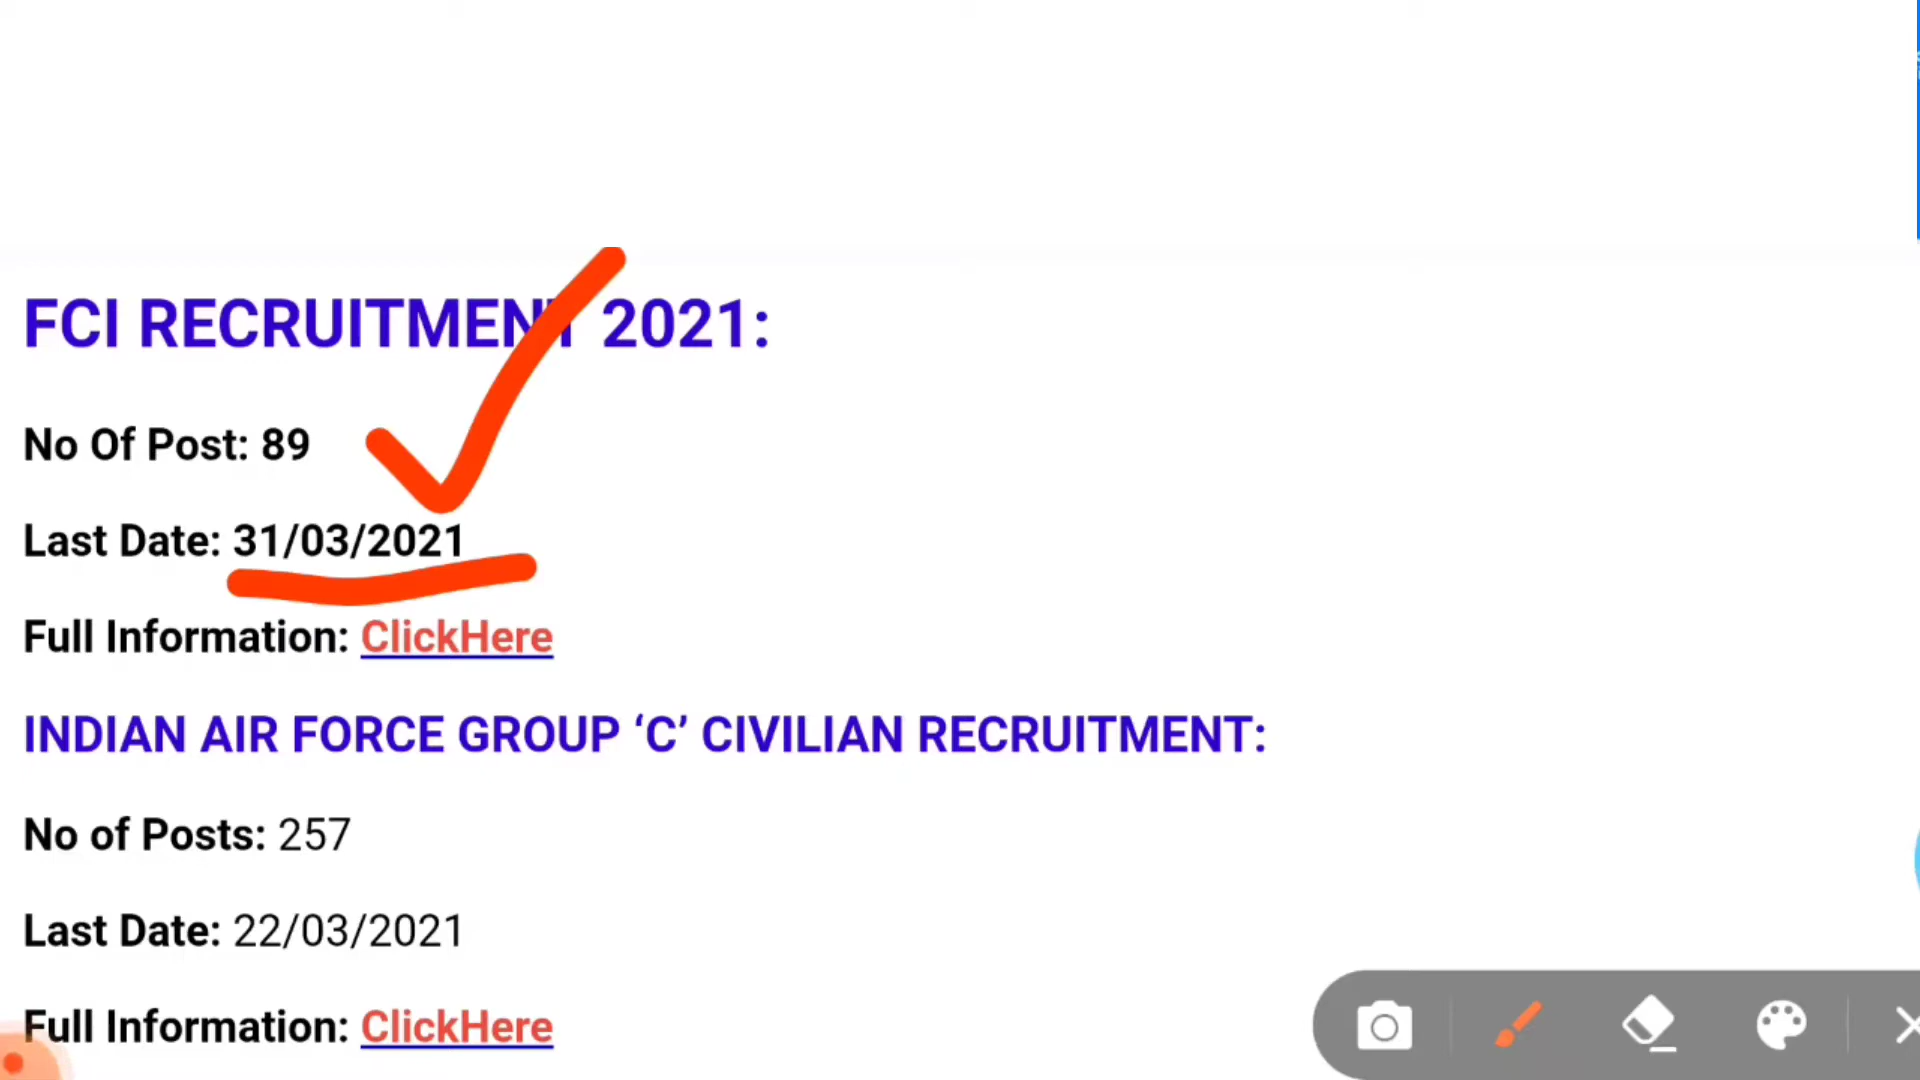 FCI RECRUITMENT 2021:
No Of Post: 89
Last Date: 31/03/2021
Full Information: ClickHere
INDIAN AIR FORCE GROUP ‘C’ CIVILIAN RECRUITMENT:
No of Posts: 257
Last Date: 22/03/2021
Full Information: ClickHere